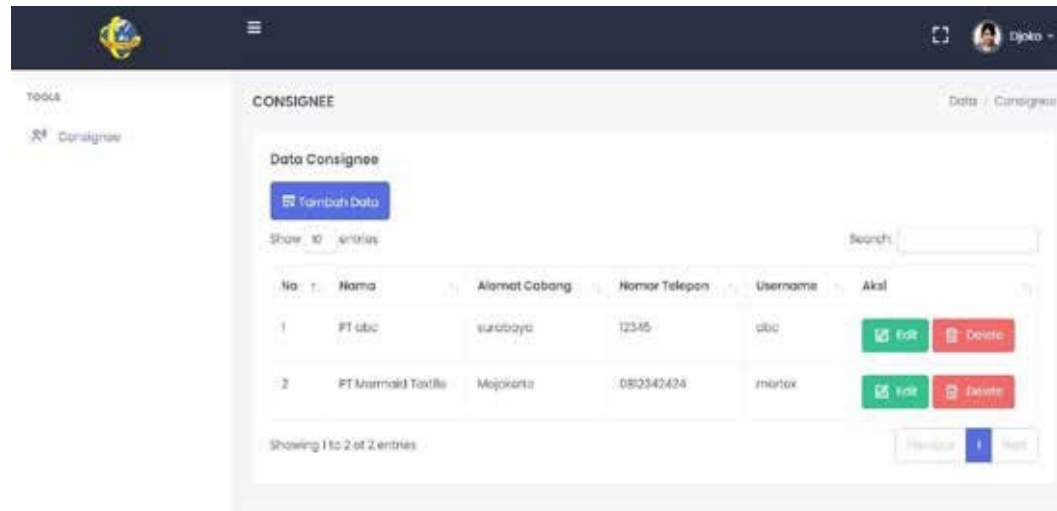 Djoko
TOOLS
Consignee
CONSIGNEE
Data / Consignee
Data Consignee
Tambah Data
Show 10 entries
Search:
No Nama Alamat Cabang Nomor Telepon Username Aksi
1 PT abc surabaya 12345 abc Edit Delete
2 PT Mermaid Textile Mojokerto 0812342424 mertex Edit Delete
Showing 1 to 2 of 2 entries
Previous 1 Next